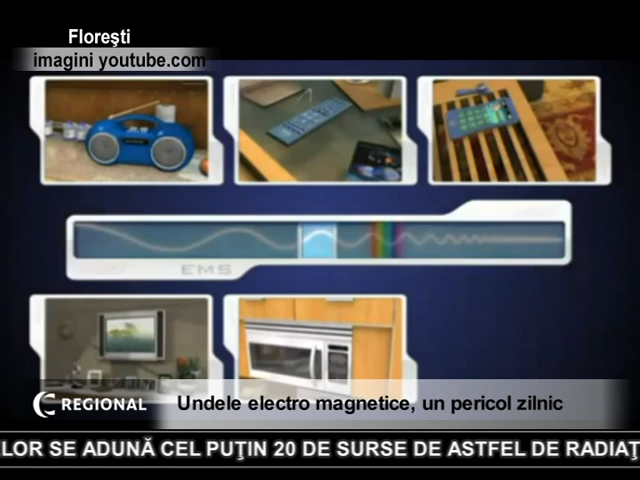 Floreşti
imagini youtube.com
EMS
REGIONAL
Undele electro magnetice, un pericol zilnic
ELOR SE ADUNĂ CEL PUŢIN 20 DE SURSE DE ASTFEL DE RADIAŢ